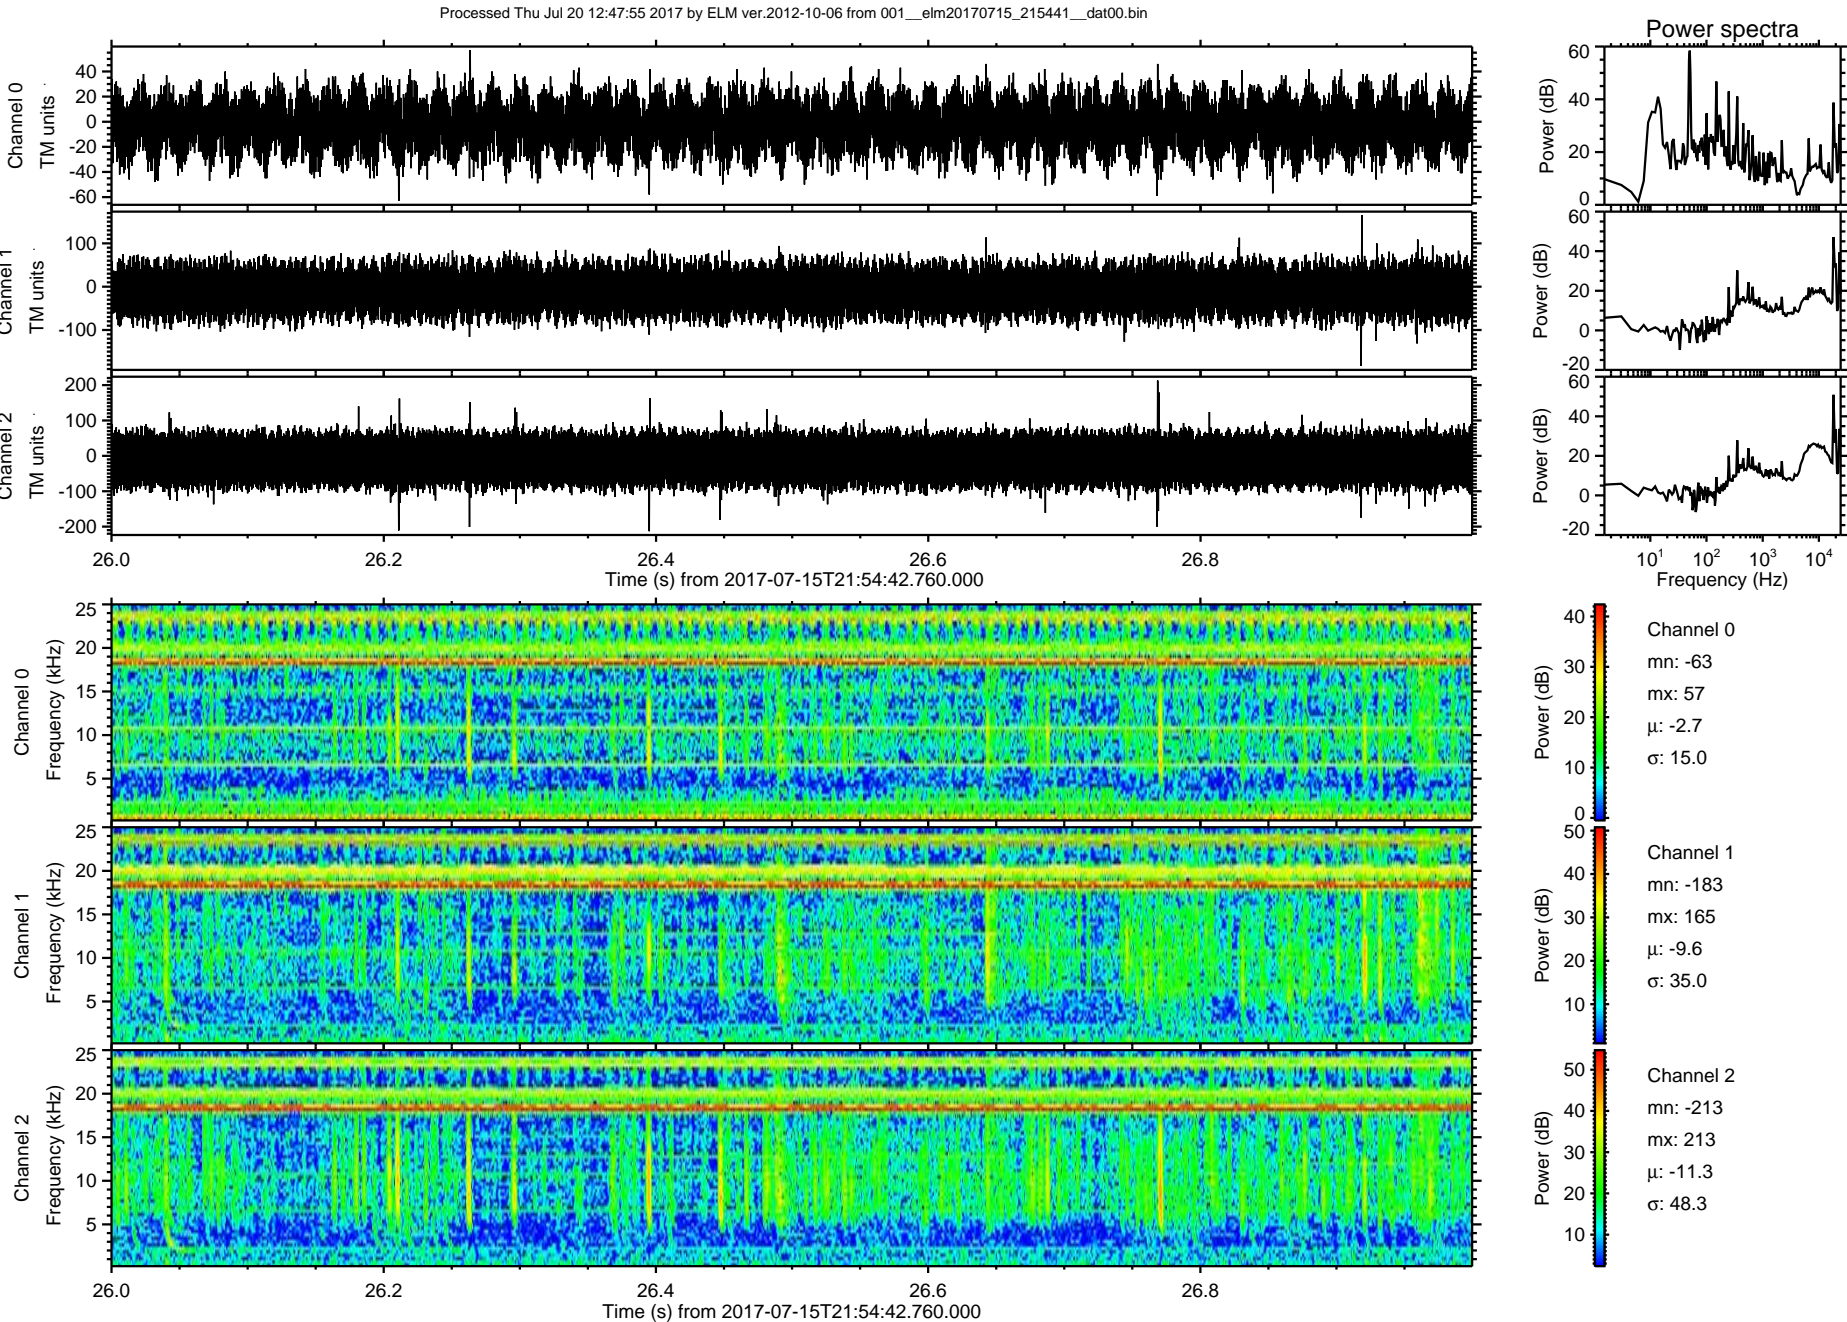 Processed Thu Jul 20 12:47:55 2017 by ELM ver.2012-10-06 from 001__elm20170715_215441__dat00.bin
Power spectra
Channel 0
TM units
40
20
0
-20
-40
-60
Power (dB)
60
40
20
0
Channel 1
TM units
100
0
-100
Power (dB)
60
40
20
0
-20
Channel 2
TM units
200
100
0
-100
-200
Power (dB)
60
40
20
0
-20
26.0 26.2 26.4 26.6 26.8
Time (s) from 2017-07-15T21:54:42.760.000
10^1 10^2 10^3 10^4
Frequency (Hz)
Channel 0
Frequency (kHz)
25
20
15
10
5
Power (dB)
40
30
20
10
0
Channel 0
mn: -63
mx: 57
μ: -2.7
σ: 15.0
Channel 1
Frequency (kHz)
25
20
15
10
5
Power (dB)
50
40
30
20
10
Channel 1
mn: -183
mx: 165
μ: -9.6
σ: 35.0
Channel 2
Frequency (kHz)
25
20
15
10
5
Power (dB)
50
40
30
20
10
Channel 2
mn: -213
mx: 213
μ: -11.3
σ: 48.3
26.0 26.2 26.4 26.6 26.8
Time (s) from 2017-07-15T21:54:42.760.000